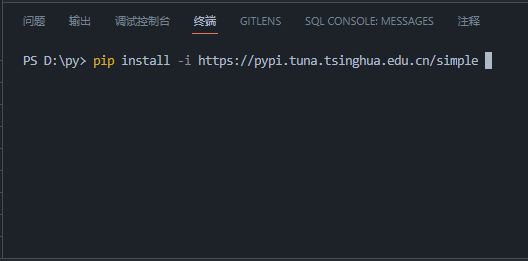 问题 输出 调试控制台 终端 GITLENS SQL CONSOLE: MESSAGES 注释
PS D:\py> pip install -i https://pypi.tuna.tsinghua.edu.cn/simple